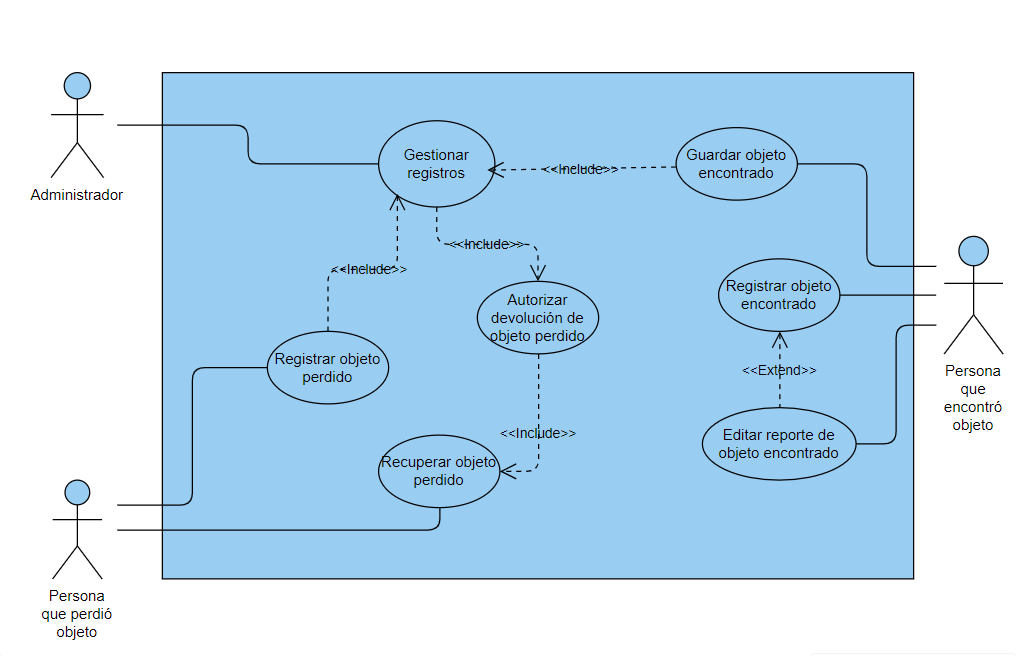 Administrador
Gestionar
registros
<<Include>>
Guardar objeto
encontrado
<<Include>>
<<Include>>
Autorizar
devolución de
objeto perdido
Registrar objeto
encontrado
<<Extend>>
Persona
que
encontró
objeto
Registrar objeto
perdido
<<Include>>
Editar reporte de
objeto encontrado
Recuperar objeto
perdido
Persona
que perdió
objeto